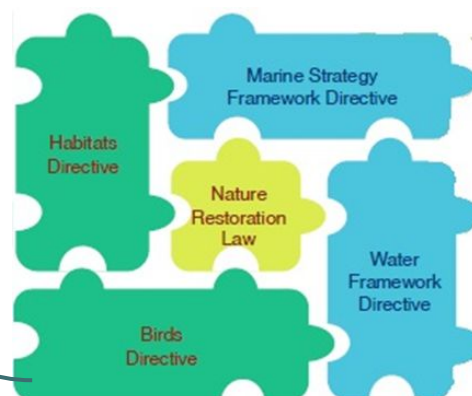 Marine Strategy
Framework Directive
Habitats
Directive
Nature
Restoration
Law
Water
Framework
Directive
Birds
Directive